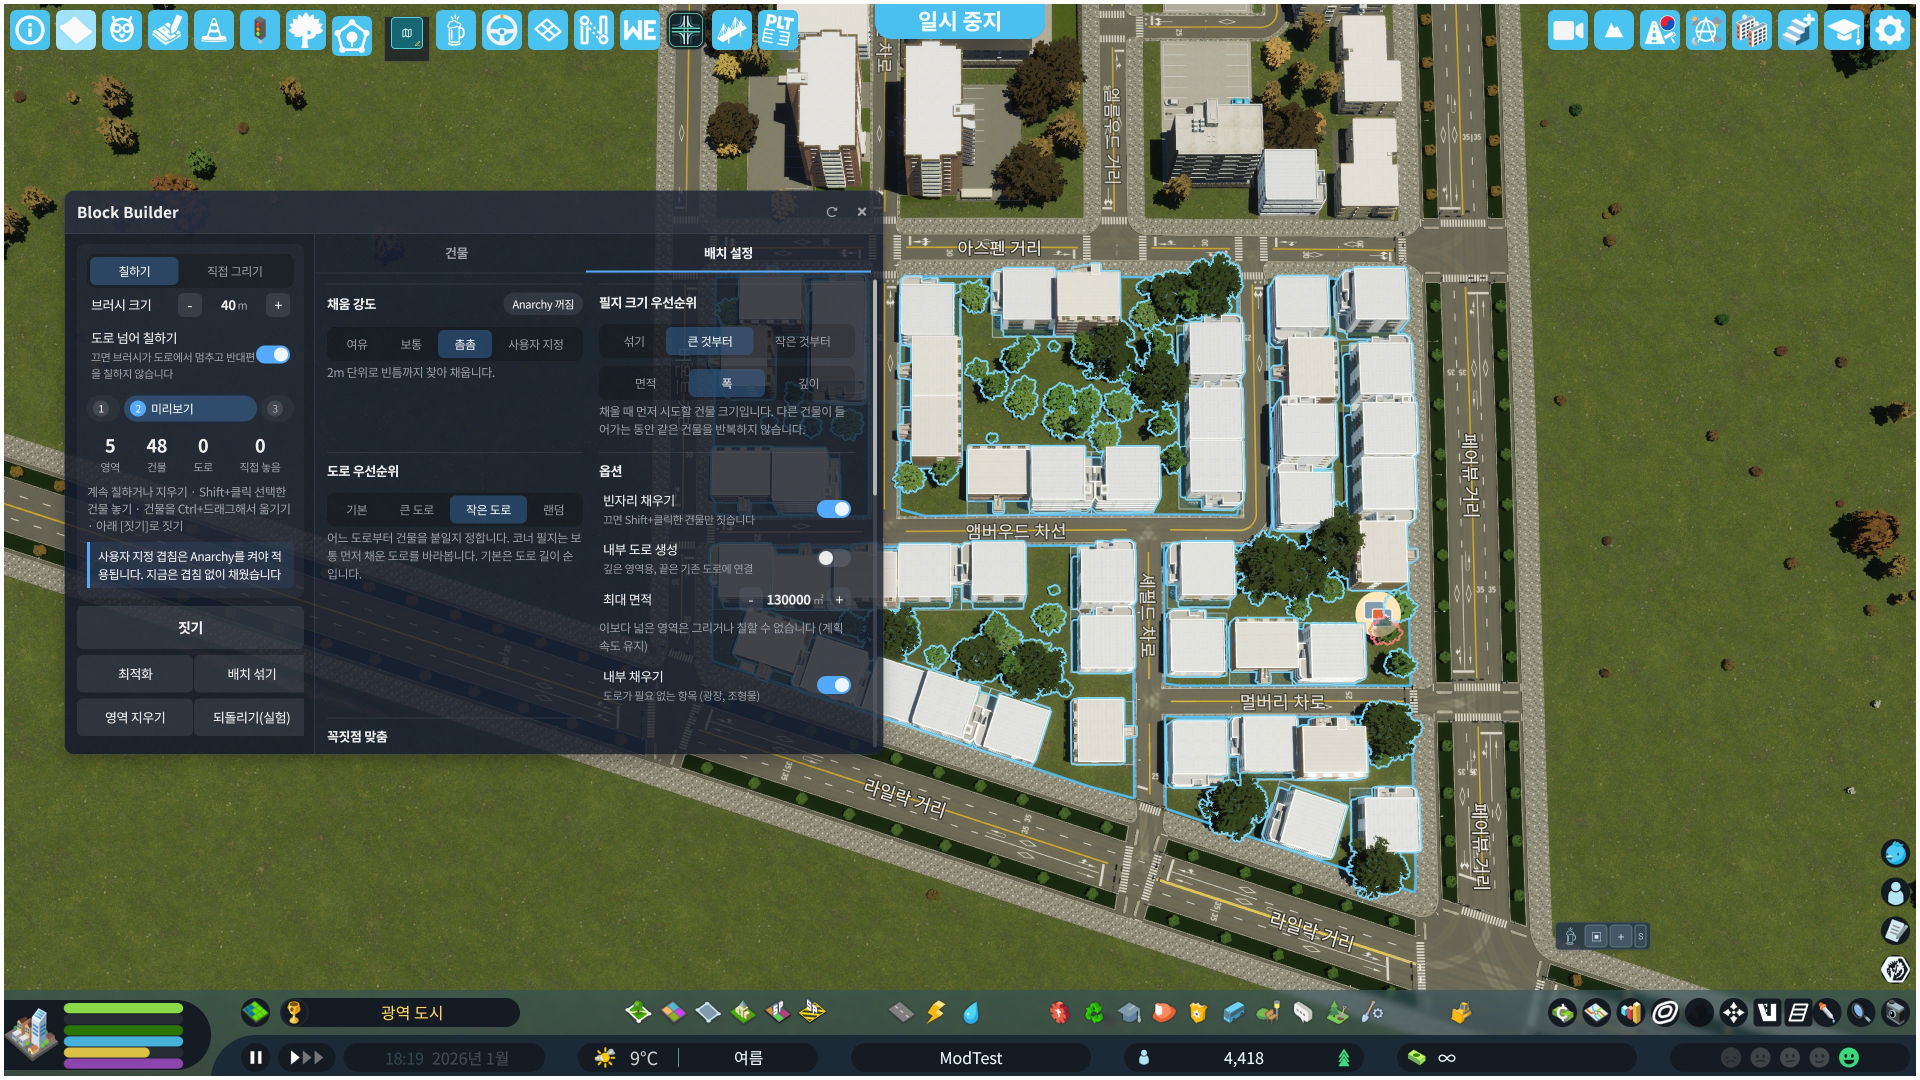 WE
PLT
일시 중지
차로
엘름우드 거리
아스펜 거리
Block Builder
칠하기
직접 그리기
브러시 크기
-
40 m
+
도로 넘어 칠하기
끄면 브러시가 도로에서 멈추고 반대편
을 칠하지 않습니다
1
2 미리보기
3
5
48
0
0
영역
건물
도로
직접 놓음
계속 칠하거나 지우기 · Shift+클릭 선택한
건물 놓기 · 건물을 Ctrl+드래그해서 옮기기
· 아래 [짓기]로 짓기
사용자 지정 겹침은 Anarchy를 켜야 적
용됩니다. 지금은 겹침 없이 채웠습니다
짓기
최적화
배치 섞기
영역 지우기
되돌리기(실험)
건물
배치 설정
채움 강도
Anarchy 꺼짐
여유
보통
촘촘
사용자 지정
2m 단위로 빈틈까지 찾아 채웁니다.
필지 크기 우선순위
섞기
큰 것부터
작은 것부터
면적
폭
깊이
채울 때 먼저 시도할 건물 크기입니다. 다른 건물이 들
어가는 동안 같은 건물을 반복하지 않습니다.
도로 우선순위
기본
큰 도로
작은 도로
랜덤
어느 도로부터 건물을 붙일지 정합니다. 코너 필지는 보
통 먼저 채운 도로를 바라봅니다. 기본은 도로 길이 순
입니다.
옵션
빈자리 채우기
끄면 Shift+클릭한 건물만 짓습니다
내부 도로 생성
깊은 영역용, 끝은 기존 도로에 연결
최대 면적
-
130000 ㎡
+
이보다 넓은 영역은 그리거나 칠할 수 없습니다 (계획
속도 유지)
내부 채우기
도로가 필요 없는 항목 (광장, 조형물)
꼭짓점 맞춤
앰버우드 차선
셰퍼드 차로
멀버리 차로
페어뷰 거리
페어뷰 거리
라일락 거리
라일락 거리
S
광역 도시
18:19 2026년 1월
9°C
여름
ModTest
4,418
∞